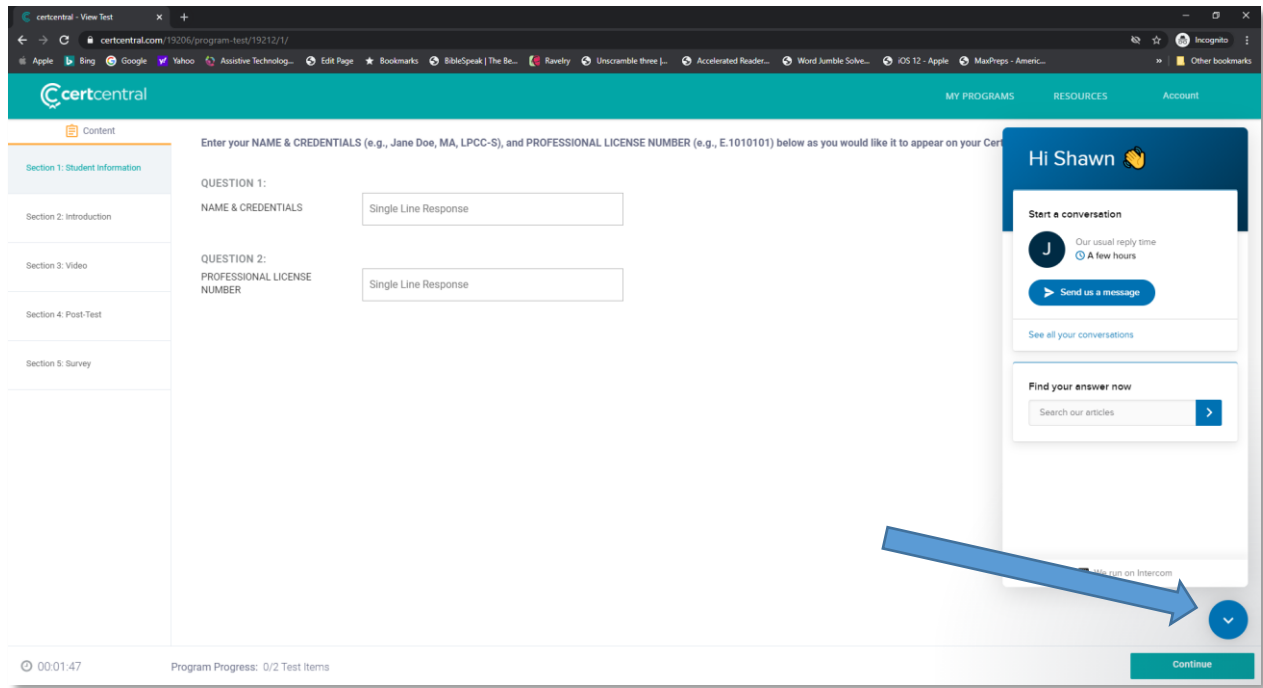 certcentral - View Test
certcentral.com/19206/program-test/19212/1/
Incognito
Apple
Bing
Google
Yahoo
Assistive Technolog...
Edit Page
Bookmarks
BibleSpeak | The Be...
Ravelry
Unscramble three |...
Accelerated Reader...
Word Jumble Solve...
iOS 12 - Apple
MaxPreps - Americ...
Other bookmarks
certcentral
MY PROGRAMS
RESOURCES
Account
Content
Section 1: Student Information
Section 2: Introduction
Section 3: Video
Section 4: Post-Test
Section 5: Survey
Enter your NAME & CREDENTIALS (e.g., Jane Doe, MA, LPCC-S), and PROFESSIONAL LICENSE NUMBER (e.g., E.1010101) below as you would like it to appear on your Cert
QUESTION 1:
NAME & CREDENTIALS
Single Line Response
QUESTION 2:
PROFESSIONAL LICENSE
NUMBER
Single Line Response
Hi Shawn 👋
Start a conversation
J
Our usual reply time
A few hours
Send us a message
See all your conversations
Find your answer now
Search our articles
We run on Intercom
00:01:47
Program Progress: 0/2 Test Items
Continue